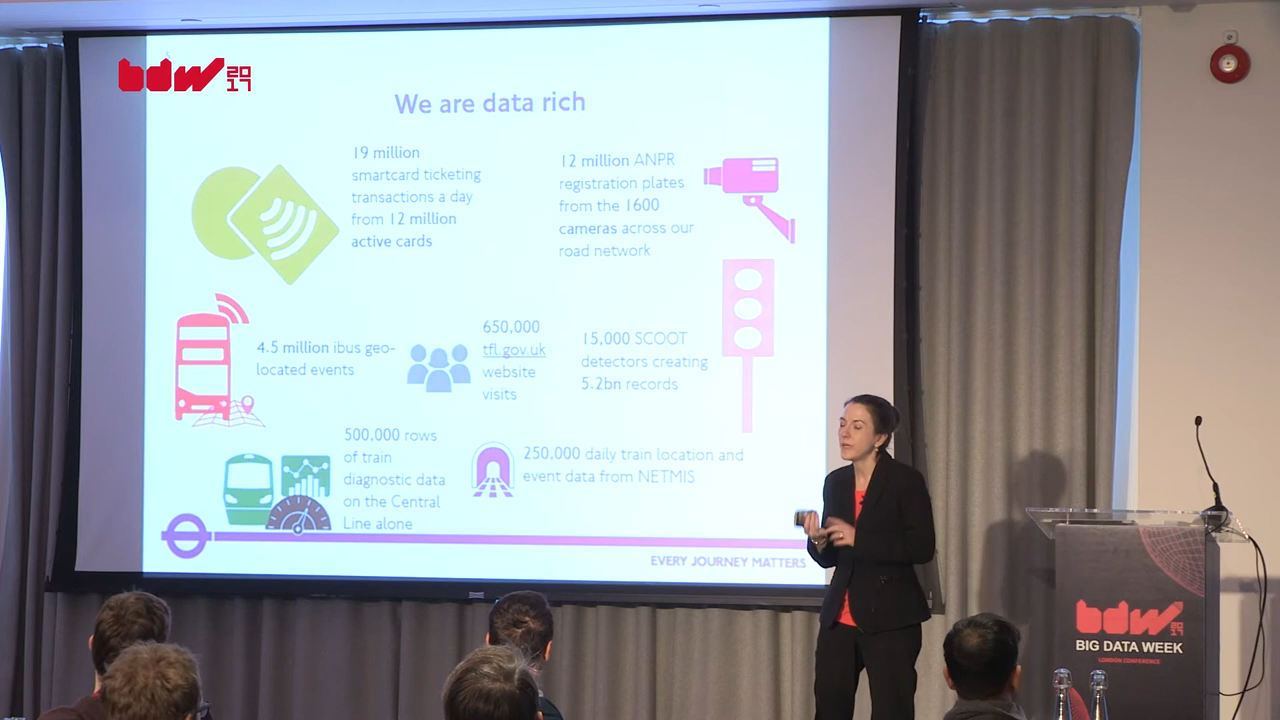 bdw 2017
We are data rich
19 million
smartcard ticketing
transactions a day
from 12 million
active cards
12 million ANPR
registration plates
from the 1600
cameras across our
road network
4.5 million ibus geo-
located events
650,000
tfl.gov.uk
website
visits
15,000 SCOOT
detectors creating
5.2bn records
500,000 rows
of train
diagnostic data
on the Central
Line alone
250,000 daily train location and
event data from NETMIS
EVERY JOURNEY MATTERS
bdw 2017
BIG DATA WEEK
LONDON CONFERENCE